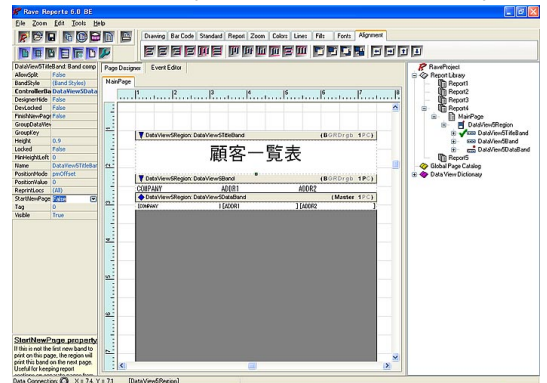 Rave Reports 6.0 BE
File Zoom Edit Tools Help
Drawing Bar Code Standard Report Zoom Colors Lines Fills Fonts Alignment
DataView5TitleBand: Band comp
AllowSplit False
BandStyle (Band Styles)
ControllerBa DataView5Data
DesignerHide False
DevLocked False
FinishNewPage False
GroupDataView
GroupKey
Height 0.9
Locked False
MinHeightLeft 0
Name DataView5TitleBar
PositionMode pmOffset
PositionValue 0
ReprintLocs (All)
StartNewPage False
Tag 0
Visible True
StartNewPage property
If this is not the first new band to
print on this page, the region will
print this band on the next page.
Useful for keeping report
Page Designer Event Editor
MainPage
DataView5Region: DataView5TitleBand (BGRDrgb 1PC)
顧客一覧表
DataView5Region: DataView5Band (BGRDrgb 1PC)
COMPANY ADDR1 ADDR2
DataView5Region: DataView5DataBand (Master 1PC)
[COMPANY ] [ADDR1 ] [ADDR2 ]
RaveProject
Report Library
Report1
Report2
Report3
Report4
MainPage
DataView5Region
DataView5TitleBand
DataView5Band
DataView5DataBand
Report5
Global Page Catalog
Data View Dictionary
Data Connection: X = 7.4, Y = 7.1 [DataView5Region]